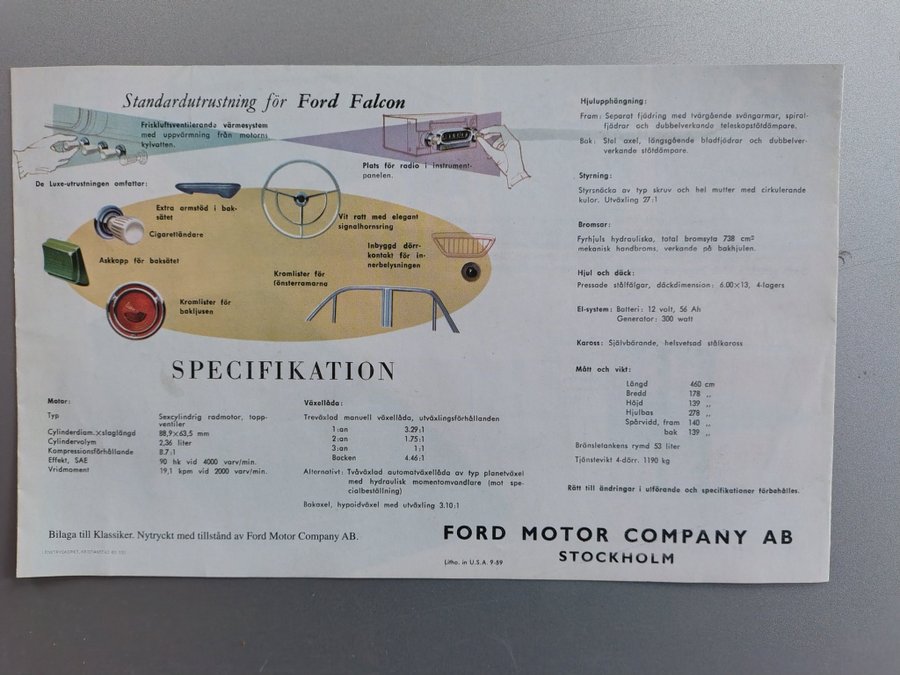 Standardutrustning för Ford Falcon
Friskluftsventilerande värmesystem
med uppvärmning från motorns
kylvatten.
Plats för radio i instrument-
panelen.
De Luxe-utrustningen omfattar:
Extra armstöd i bak-
sätet
Cigarettändare
Askkopp för baksätet
Vit ratt med elegant
signalhornsring
Inbyggd dörr-
kontakt för in-
nerbelysningen
Kromlister för
fönsterramarna
Kromlister för
bakljusen
SPECIFIKATION
Motor:
Typ Sexcylindrig radmotor, topp-
ventiler
Cylinderdiam.×slaglängd 88,9×63,5 mm
Cylindervolym 2,36 liter
Kompressionsförhållande 8.7:1
Effekt, SAE 90 hk vid 4000 varv/min.
Vridmoment 19,1 kpm vid 2000 varv/min.
Växellåda:
Treväxlad manuell växellåda, utväxlingsförhållanden
1:an 3.29:1
2:an 1.75:1
3:an 1:1
Backen 4.46:1
Alternativt: Tvåväxlad automatväxellåda av typ planetväxel
med hydraulisk momentomvandlare (mot spe-
cialbeställning)
Bakaxel, hypoidväxel med utväxling 3.10:1
Hjulupphängning:
Fram: Separat fjädring med tvärgående svängarmar, spiral-
fjädrar och dubbelverkande teleskopstötdämpare.
Bak: Stel axel, längsgående bladfjädrar och dubbelver-
verkande stötdämpare.
Styrning:
Styrsnäcka av typ skruv och hel mutter med cirkulerande
kulor. Utväxling 27:1
Bromsar:
Fyrhjuls hydrauliska, total bromsyta 738 cm²
mekanisk handbroms, verkande på bakhjulen.
Hjul och däck:
Pressade stålfälgar, däckdimension: 6.00×13, 4-lagers
El-system: Batteri: 12 volt, 56 Ah
Generator: 300 watt
Kaross: Självbärande, helsvetsad stålkaross
Mått och vikt:
Längd 460 cm
Bredd 178 „
Höjd 139 „
Hjulbas 278 „
Spårvidd, fram 140 „
bak 139 „
Bränsletankens rymd 53 liter
Tjänstevikt 4-dörr. 1190 kg
Rätt till ändringar i utförande och specifikationer förbehålles.
Bilaga till Klassiker. Nytryckt med tillstånd av Ford Motor Company AB.
FORD MOTOR COMPANY AB
STOCKHOLM
Litho. in U.S.A. 9-59